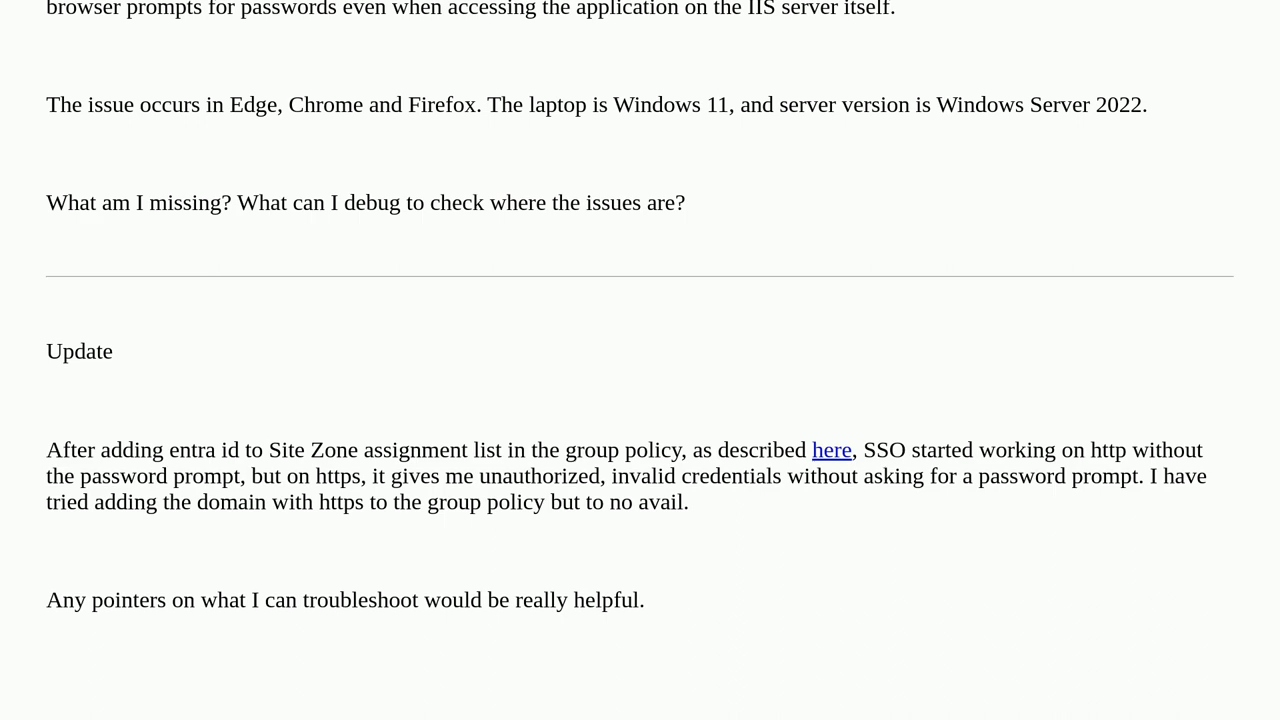 browser prompts for passwords even when accessing the application on the IIS server itself.
The issue occurs in Edge, Chrome and Firefox. The laptop is Windows 11, and server version is Windows Server 2022.
What am I missing? What can I debug to check where the issues are?
Update
After adding entra id to Site Zone assignment list in the group policy, as described here, SSO started working on http without
the password prompt, but on https, it gives me unauthorized, invalid credentials without asking for a password prompt. I have
tried adding the domain with https to the group policy but to no avail.
Any pointers on what I can troubleshoot would be really helpful.